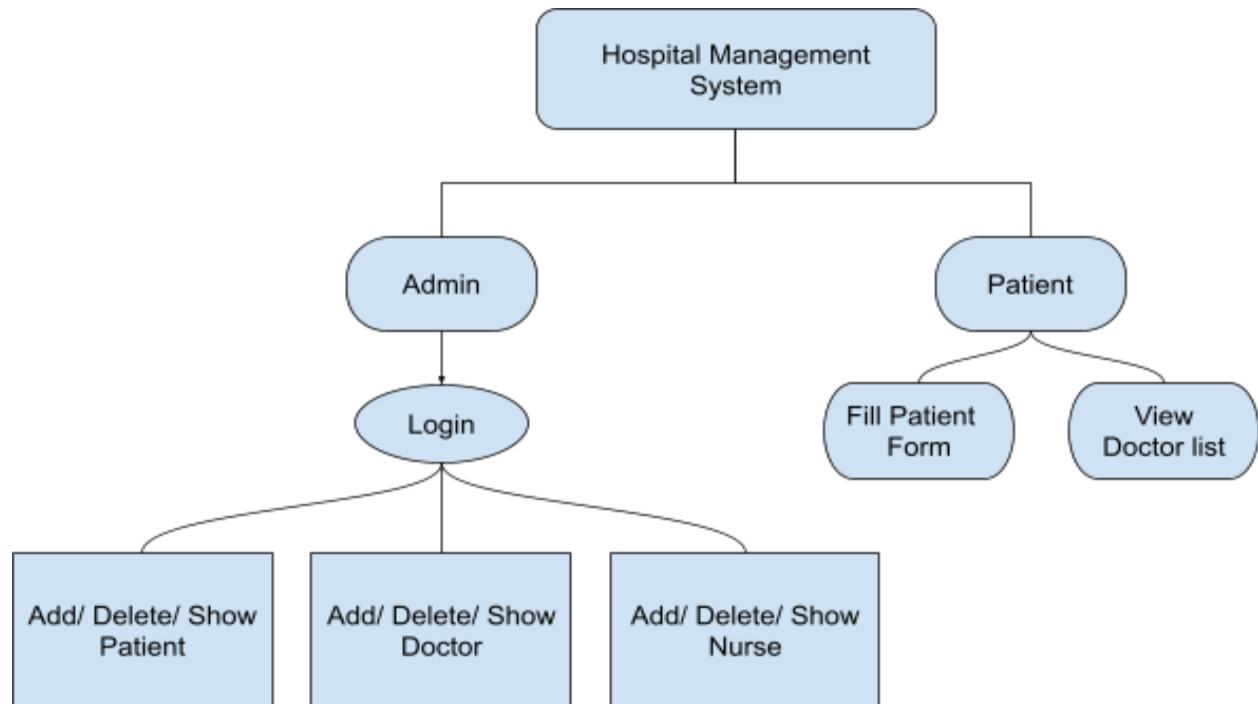 Hospital Management
System
Admin
Patient
Login
Fill Patient
Form
View
Doctor list
Add/ Delete/ Show
Patient
Add/ Delete/ Show
Doctor
Add/ Delete/ Show
Nurse